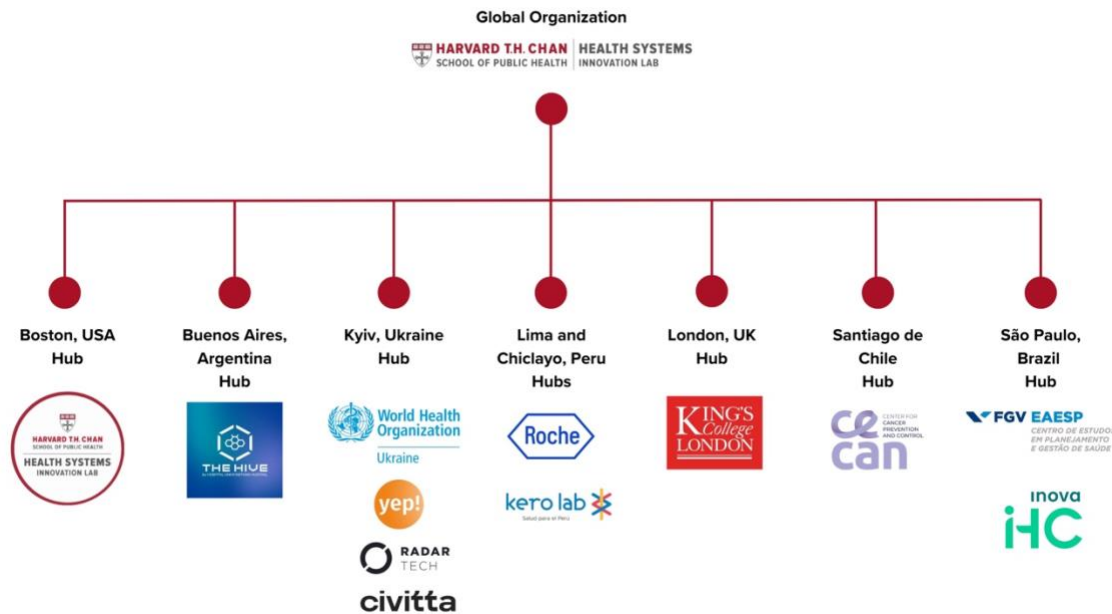 Global Organization
HARVARD T.H. CHAN
SCHOOL OF PUBLIC HEALTH
HEALTH SYSTEMS
INNOVATION LAB
Boston, USA
Hub
HARVARD T.H. CHAN
SCHOOL OF PUBLIC HEALTH
HEALTH SYSTEMS
INNOVATION LAB
Buenos Aires,
Argentina
Hub
THE HIVE
Kyiv, Ukraine
Hub
World Health
Organization
Ukraine
yep!
RADAR
TECH
civitta
Lima and
Chiclayo, Peru
Hubs
Roche
kero lab
Salud para el Perú
London, UK
Hub
KING'S
College
LONDON
Santiago de
Chile
Hub
ce
can
CENTER FOR
CANCER
PREVENTION
AND CONTROL
São Paulo,
Brazil
Hub
FGV EAESP
CENTRO DE ESTUDOS
EM PLANEJAMENTO
E GESTÃO DE SAÚDE
inova
HC